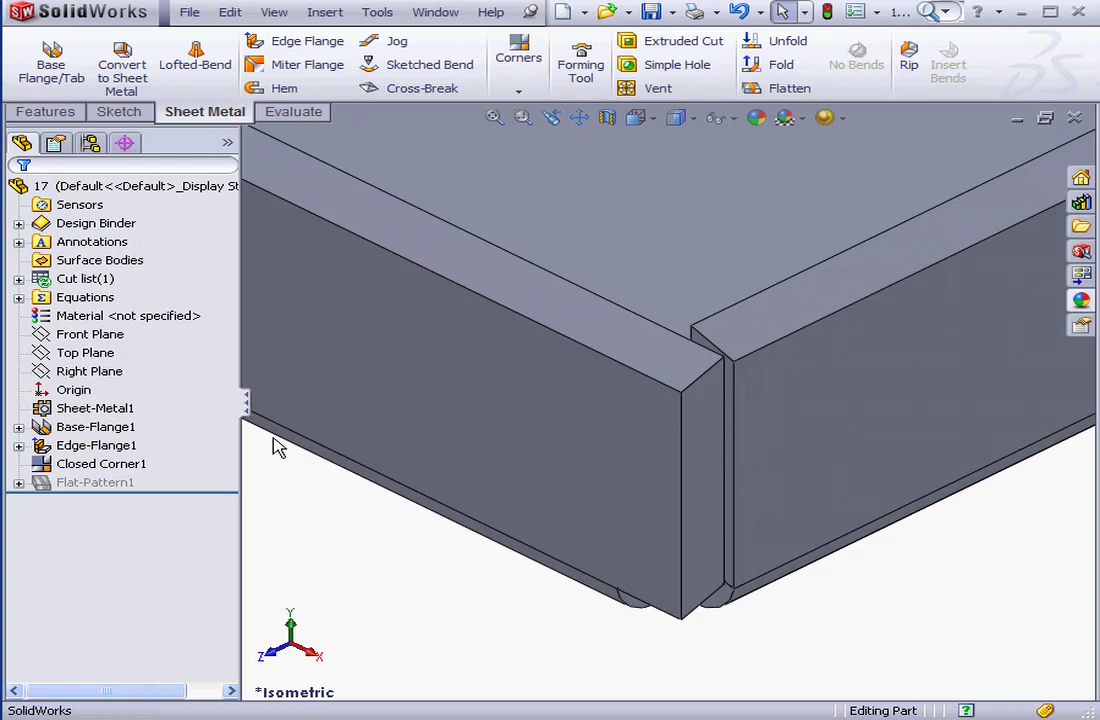 SolidWorks File Edit View Insert Tools Window Help 1... ?
Base Flange/Tab
Convert to Sheet Metal
Lofted-Bend
Edge Flange
Miter Flange
Hem
Jog
Sketched Bend
Cross-Break
Corners
Forming Tool
Extruded Cut
Simple Hole
Vent
Unfold
Fold
Flatten
No Bends
Rip
Insert Bends
Features Sketch Sheet Metal Evaluate
17 (Default<<Default>_Display St
Sensors
Design Binder
A Annotations
Surface Bodies
Cut list(1)
Σ Equations
Material <not specified>
Front Plane
Top Plane
Right Plane
Origin
Sheet-Metal1
Base-Flange1
Edge-Flange1
Closed Corner1
Flat-Pattern1
Y
Z X
*Isometric
SolidWorks Editing Part ?